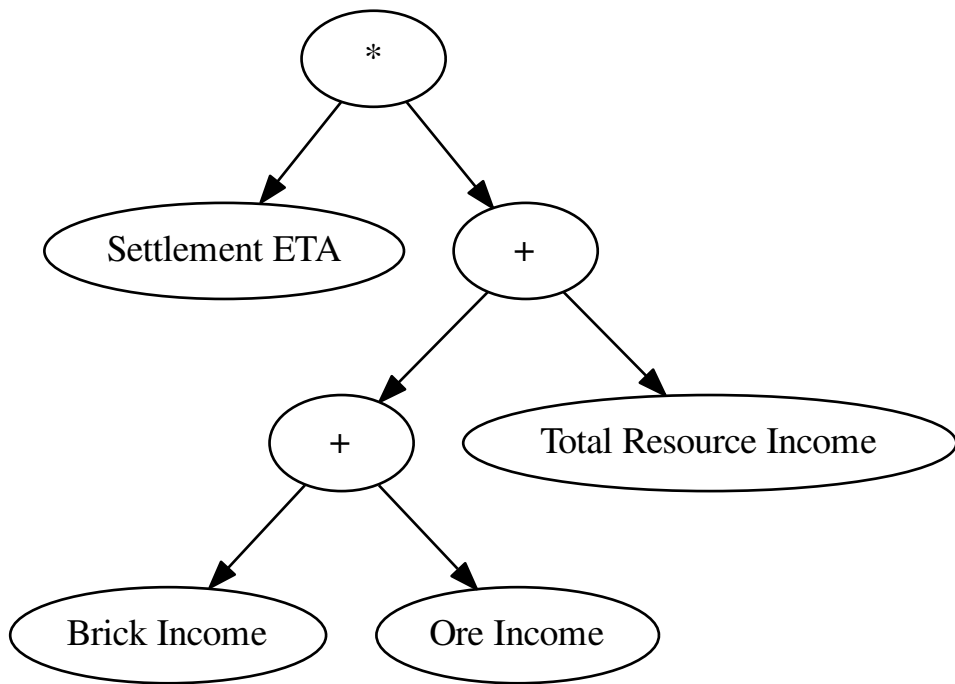 *
Settlement ETA
+
+
Total Resource Income
Brick Income
Ore Income